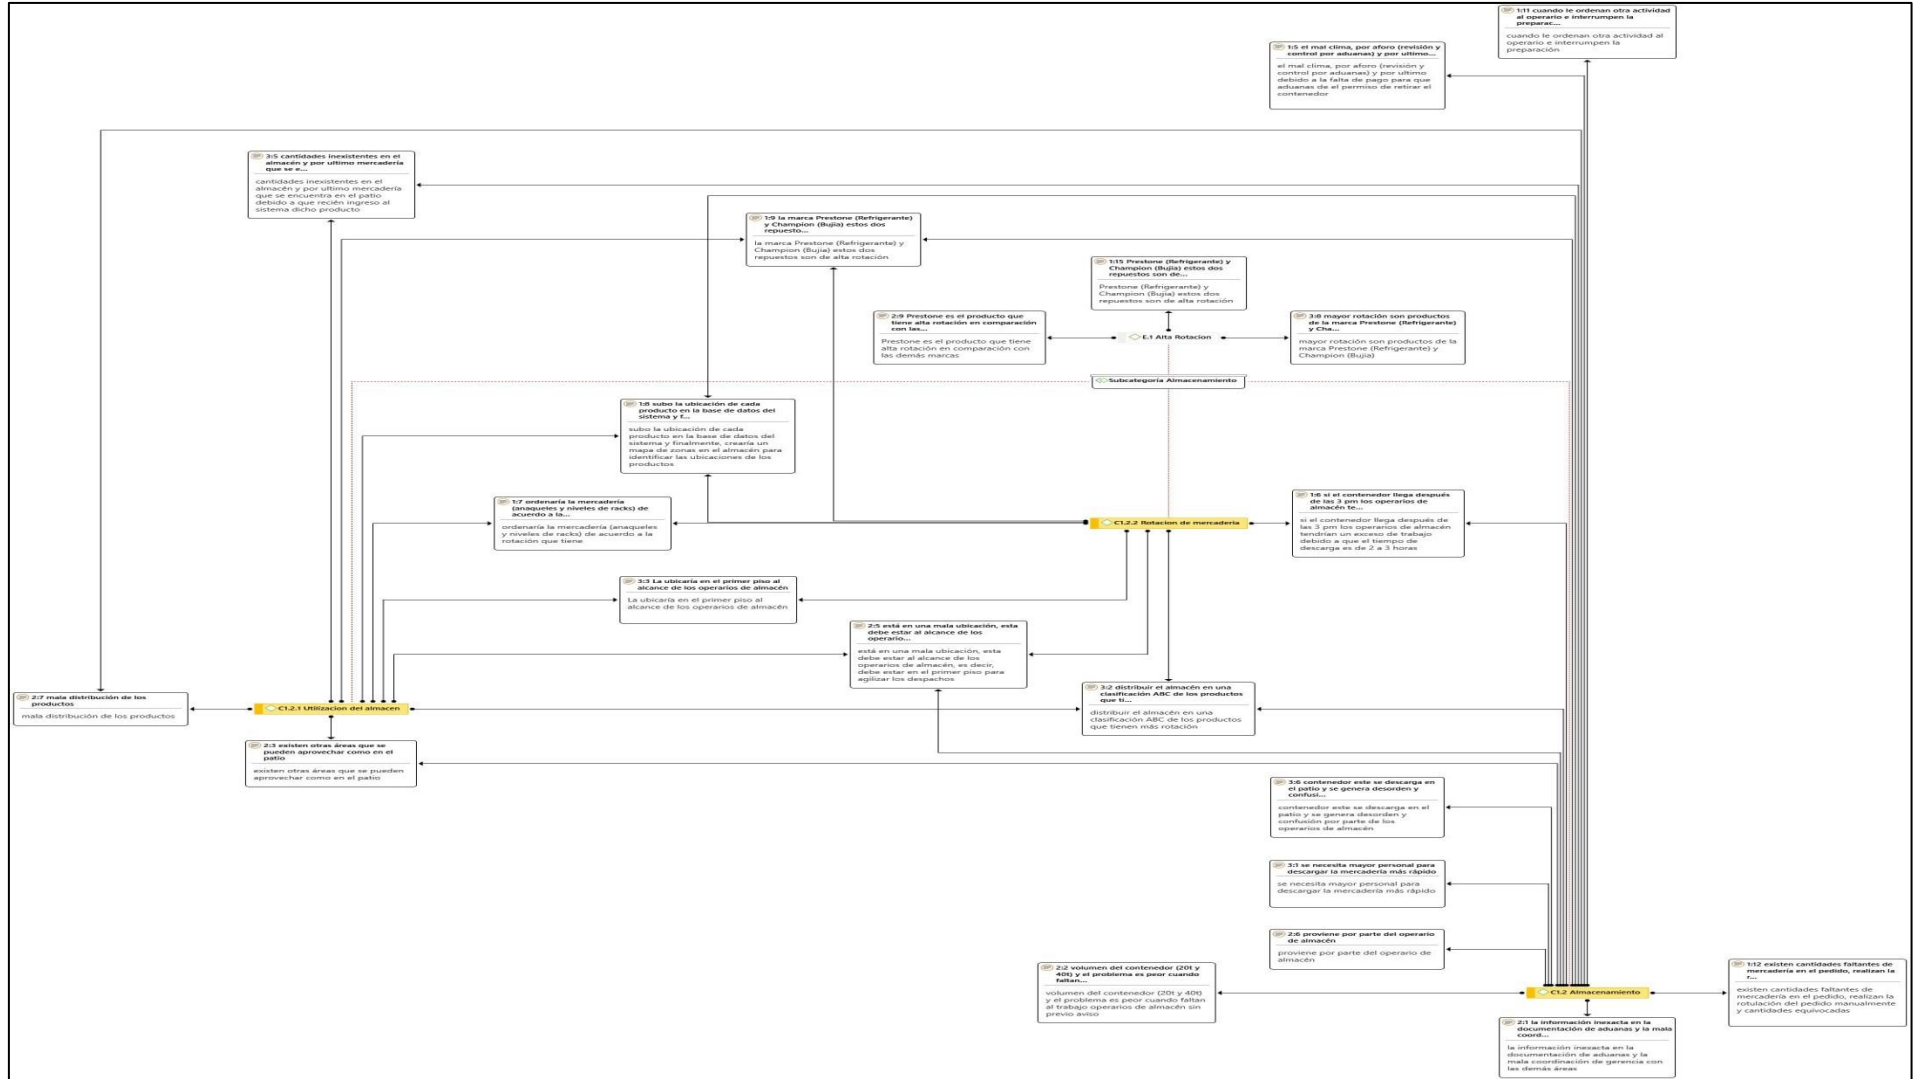 1:11 cuando le ordenan otra actividad
al operario e interrumpen la
preparac...
cuando le ordenan otra actividad al
operario e interrumpen la
preparación
1:5 el mal clima, por aforo (revisión y
control por aduanas) y por ultimo...
el mal clima, por aforo (revisión y
control por aduanas) y por ultimo
debido a la falta de pago para que
aduanas de el permiso de retirar el
contenedor
3:5 cantidades inexistentes en el
almacén y por ultimo mercadería
que se e...
cantidades inexistentes en el
almacén y por ultimo mercadería
que se encuentra en el patio
debido a que recién ingreso al
sistema dicho producto
1:9 la marca Prestone (Refrigerante)
y Champion (Bujía) estos dos
repuesto...
la marca Prestone (Refrigerante) y
Champion (Bujía) estos dos
repuestos son de alta rotación
1:15 Prestone (Refrigerante) y
Champion (Bujía) estos dos
repuestos son de...
Prestone (Refrigerante) y
Champion (Bujía) estos dos
repuestos son de alta rotación
2:9 Prestone es el producto que
tiene alta rotación en comparación
con las...
Prestone es el producto que tiene
alta rotación en comparación con
las demás marcas
E.1 Alta Rotacion
3:8 mayor rotación son productos
de la marca Prestone (Refrigerante)
y Cha...
mayor rotación son productos de la
marca Prestone (Refrigerante) y
Champion (Bujía)
Subcategoría Almacenamiento
1:8 subo la ubicación de cada
producto en la base de datos del
sistema y f...
subo la ubicación de cada
producto en la base de datos del
sistema y finalmente, crearía un
mapa de zonas en el almacén para
identificar las ubicaciones de los
productos
1:7 ordenaría la mercadería
(anaqueles y niveles de racks) de
acuerdo a la...
ordenaría la mercadería (anaqueles
y niveles de racks) de acuerdo a la
rotación que tiene
C1.2.2 Rotacion de mercaderia
1:6 si el contenedor llega después
de las 3 pm los operarios de
almacén te...
si el contenedor llega después de
las 3 pm los operarios de almacén
tendrían un exceso de trabajo
debido a que el tiempo de
descarga es de 2 a 3 horas
3:3 La ubicaría en el primer piso al
alcance de los operarios de almacén
La ubicaría en el primer piso al
alcance de los operarios de almacén
2:5 está en una mala ubicación, esta
debe estar al alcance de los
operario...
está en una mala ubicación, esta
debe estar al alcance de los
operarios de almacén, es decir,
debe estar en el primer piso para
agilizar los despachos
2:7 mala distribución de los
productos
mala distribución de los productos
C1.2.1 Utilizacion del almacen
3:2 distribuir el almacén en una
clasificación ABC de los productos
que ti...
distribuir el almacén en una
clasificación ABC de los productos
que tienen más rotación
2:3 existen otras áreas que se
pueden aprovechar como en el
patio
existen otras áreas que se pueden
aprovechar como en el patio
3:6 contenedor este se descarga en
el patio y se genera desorden y
confusi...
contenedor este se descarga en el
patio y se genera desorden y
confusión por parte de los
operarios de almacén
3:1 se necesita mayor personal para
descargar la mercadería más rápido
se necesita mayor personal para
descargar la mercadería más rápido
2:6 proviene por parte del operario
de almacén
proviene por parte del operario de
almacén
2:2 volumen del contenedor (20t y
40t) y el problema es peor cuando
faltan...
volumen del contenedor (20t y 40t)
y el problema es peor cuando faltan
al trabajo operarios de almacén sin
previo aviso
C1.2 Almacenamiento
1:12 existen cantidades faltantes de
mercadería en el pedido, realizan la
r...
existen cantidades faltantes de
mercadería en el pedido, realizan la
rotulación del pedido manualmente
y cantidades equivocadas
2:1 la información inexacta en la
documentación de aduanas y la mala
coord...
la información inexacta en la
documentación de aduanas y la
mala coordinación de gerencia con
las demás áreas